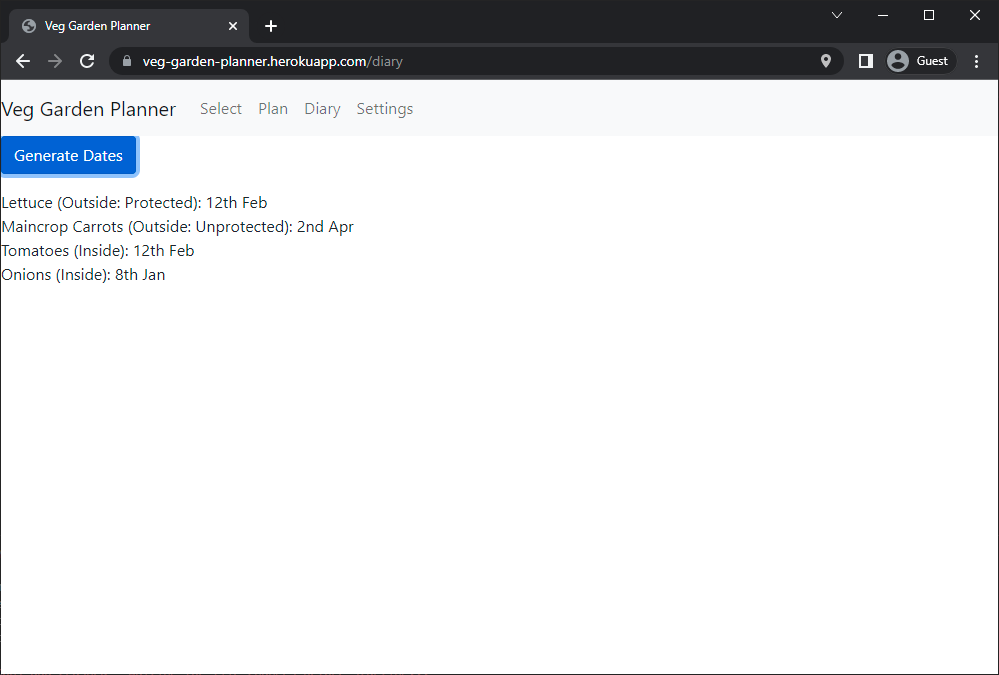 Veg Garden Planner
veg-garden-planner.herokuapp.com/diary
Guest
Veg Garden Planner Select Plan Diary Settings
Generate Dates
Lettuce (Outside: Protected): 12th Feb
Maincrop Carrots (Outside: Unprotected): 2nd Apr
Tomatoes (Inside): 12th Feb
Onions (Inside): 8th Jan